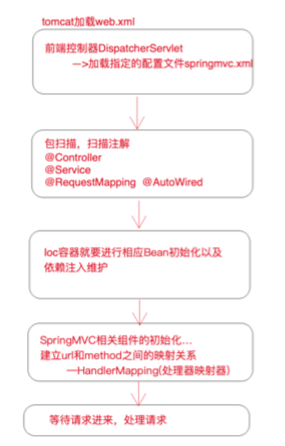 tomcat加载web.xml
前端控制器DispatcherServlet
—>加载指定的配置文件springmvc.xml
包扫描，扫描注解
@Controller
@Service
@RequestMapping @AutoWired
Ioc容器就要进行相应Bean初始化以及
依赖注入维护
SpringMVC相关组件的初始化...
建立url和method之间的映射关系
—HandlerMapping(处理器映射器）
等待请求进来，处理请求